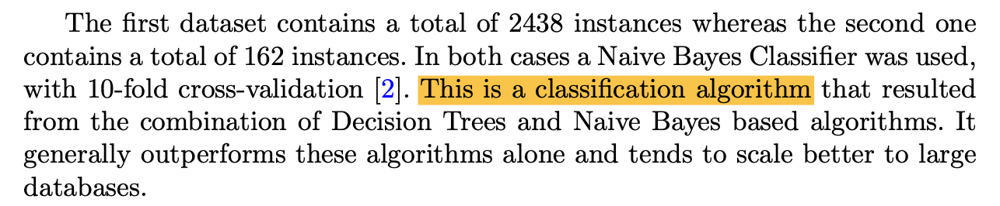 The first dataset contains a total of 2438 instances whereas the second one
contains a total of 162 instances. In both cases a Naive Bayes Classifier was used,
with 10-fold cross-validation [2]. This is a classification algorithm that resulted
from the combination of Decision Trees and Naive Bayes based algorithms. It
generally outperforms these algorithms alone and tends to scale better to large
databases.